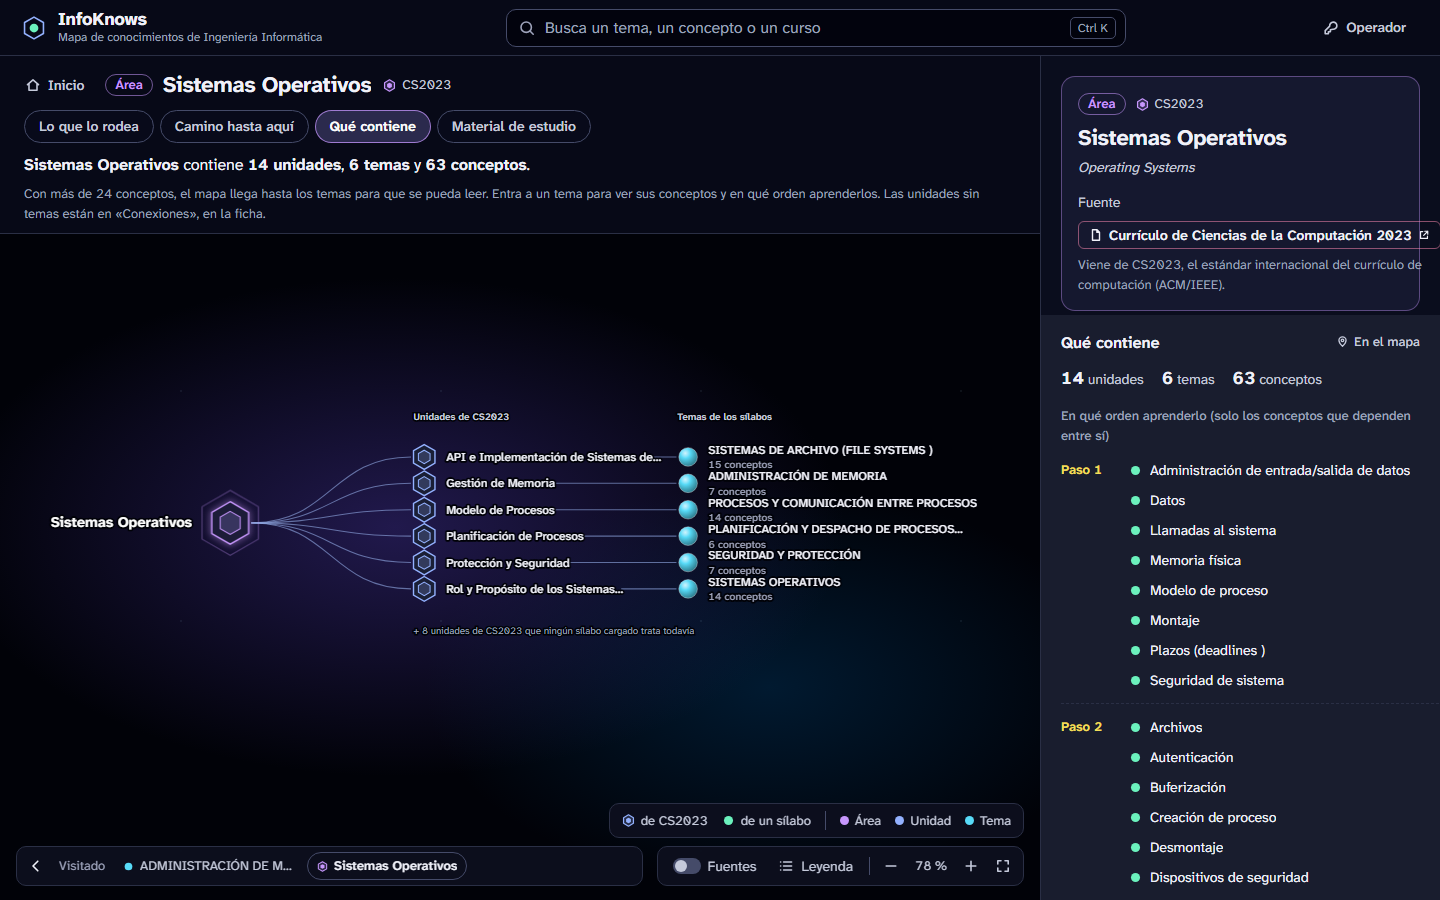 InfoKnows
Mapa de conocimientos de Ingeniería Informática
Busca un tema, un concepto o un curso
Ctrl K
Operador
Inicio
Área
Sistemas Operativos
CS2023
Lo que lo rodea
Camino hasta aquí
Qué contiene
Material de estudio
Sistemas Operativos contiene 14 unidades, 6 temas y 63 conceptos.
Con más de 24 conceptos, el mapa llega hasta los temas para que se pueda leer. Entra a un tema para ver sus conceptos y en qué orden aprenderlos. Las unidades sin
temas están en «Conexiones», en la ficha.
Unidades de CS2023
Temas de los sílabos
Sistemas Operativos
API e Implementación de Sistemas de...
SISTEMAS DE ARCHIVO (FILE SYSTEMS )
15 conceptos
Gestión de Memoria
ADMINISTRACIÓN DE MEMORIA
7 conceptos
Modelo de Procesos
PROCESOS Y COMUNICACIÓN ENTRE PROCESOS
14 conceptos
Planificación de Procesos
PLANIFICACIÓN Y DESPACHO DE PROCESOS...
6 conceptos
Protección y Seguridad
SEGURIDAD Y PROTECCIÓN
7 conceptos
Rol y Propósito de los Sistemas...
SISTEMAS OPERATIVOS
14 conceptos
+ 8 unidades de CS2023 que ningún sílabo cargado trata todavía
de CS2023
de un sílabo
Área
Unidad
Tema
Visitado
ADMINISTRACIÓN DE M...
Sistemas Operativos
Fuentes
Leyenda
78 %
Área
CS2023
Sistemas Operativos
Operating Systems
Fuente
Currículo de Ciencias de la Computación 2023
Viene de CS2023, el estándar internacional del currículo de
computación (ACM/IEEE).
Qué contiene
En el mapa
14 unidades
6 temas
63 conceptos
En qué orden aprenderlo (solo los conceptos que dependen
entre sí)
Paso 1
Administración de entrada/salida de datos
Datos
Llamadas al sistema
Memoria física
Modelo de proceso
Montaje
Plazos (deadlines )
Seguridad de sistema
Paso 2
Archivos
Autenticación
Buferización
Creación de proceso
Desmontaje
Dispositivos de seguridad